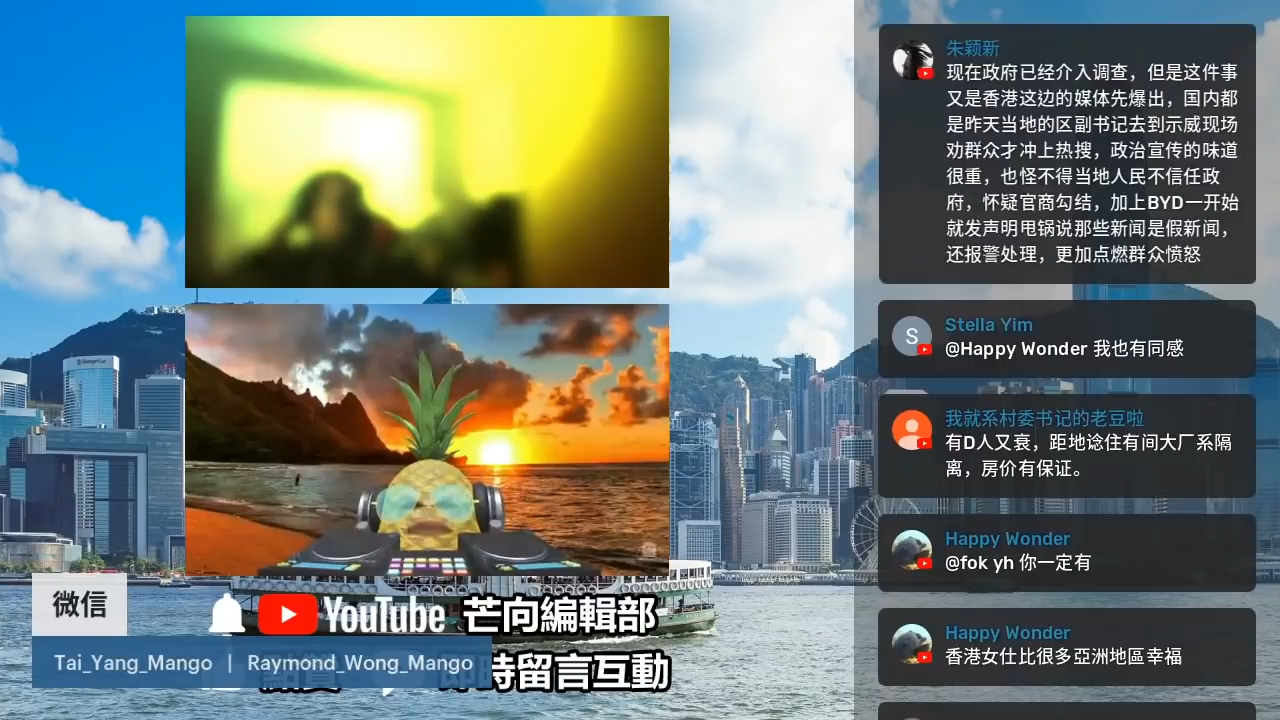 朱颖新
现在政府已经介入调查，但是这件事
又是香港这边的媒体先爆出，国内都
是昨天当地的区副书记去到示威现场
劝群众才冲上热搜，政治宣传的味道
很重，也怪不得当地人民不信任政
府，怀疑官商勾结，加上BYD一开始
就发声明甩锅说那些新闻是假新闻，
还报警处理，更加点燃群众愤怒
S
Stella Yim
@Happy Wonder 我也有同感
我就系村委书记的老豆啦
有D人又衰，距地谂住有间大厂系隔
离，房价有保证。
Happy Wonder
@fok yh 你一定有
Happy Wonder
香港女仕比很多亞洲地區幸福
微信
Tai_Yang_Mango | Raymond_Wong_Mango
YouTube 芒向編輯部
時留言互動